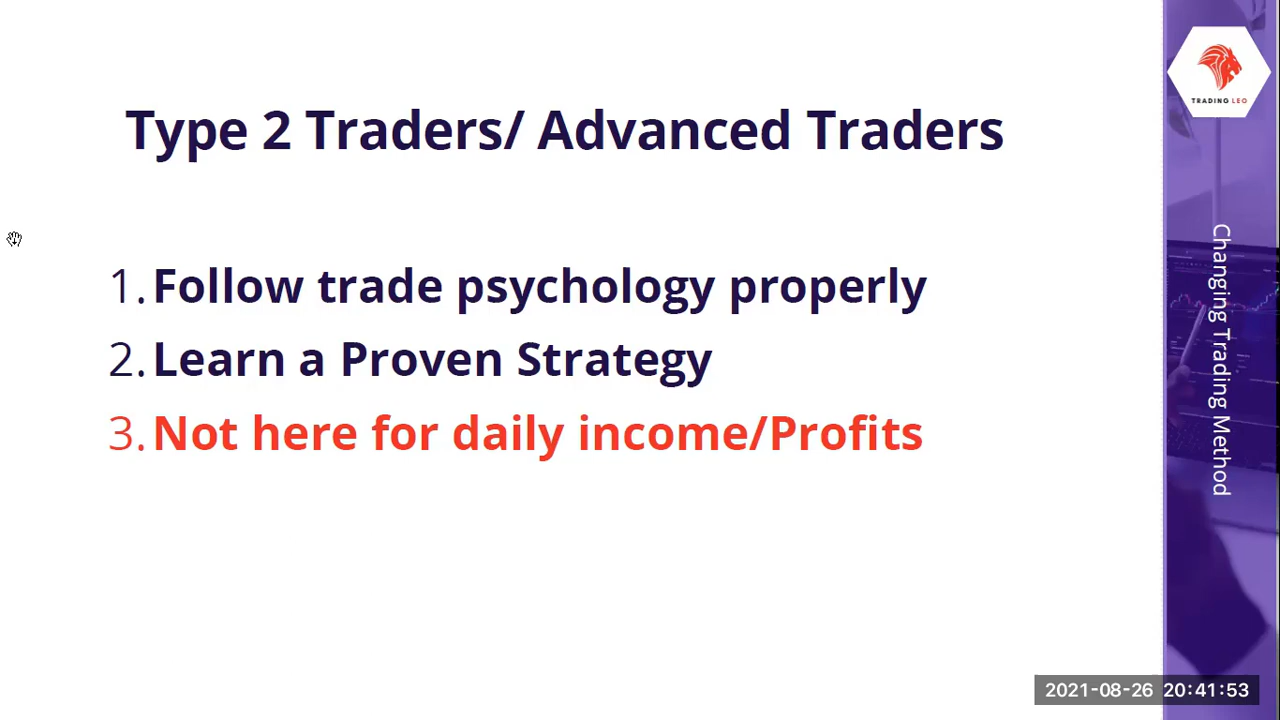 Type 2 Traders/ Advanced Traders
1. Follow trade psychology properly
2. Learn a Proven Strategy
3. Not here for daily income/Profits
TRADING LEO
Changing Trading Method
2021-08-26 20:41:53